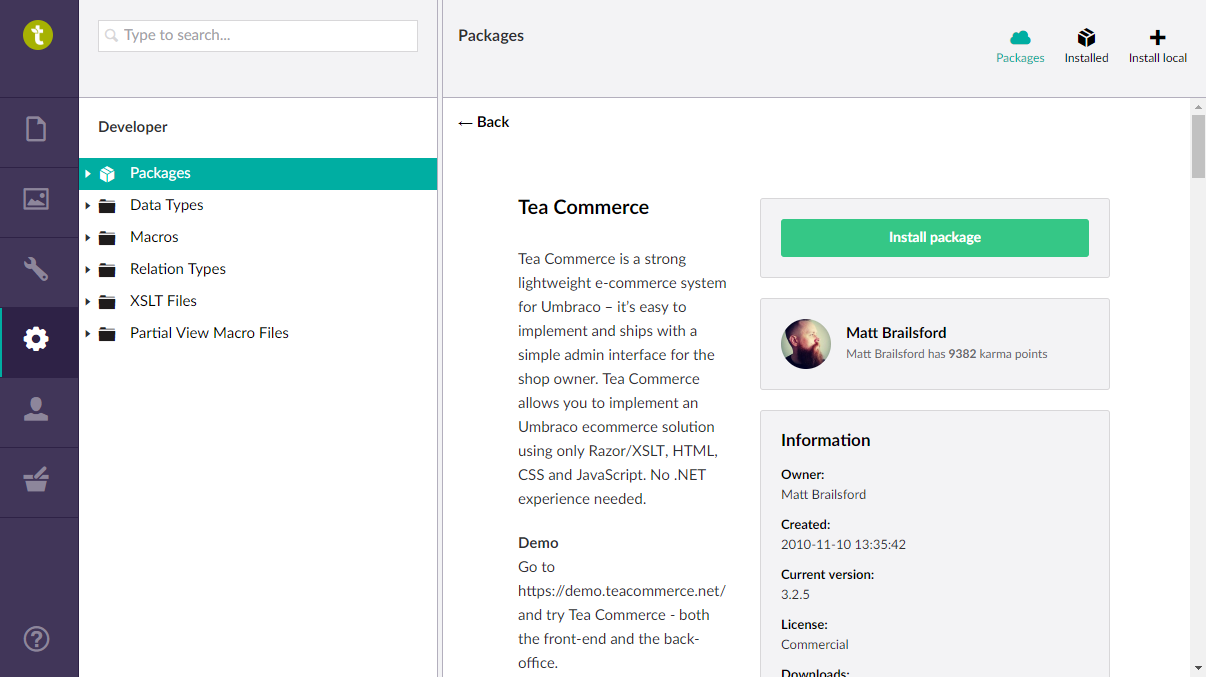 t
Type to search...
Packages
Packages
Installed
Install local
Developer
Packages
Data Types
Macros
Relation Types
XSLT Files
Partial View Macro Files
?
← Back
Tea Commerce
Tea Commerce is a strong
lightweight e-commerce system
for Umbraco – it's easy to
implement and ships with a
simple admin interface for the
shop owner. Tea Commerce
allows you to implement an
Umbraco ecommerce solution
using only Razor/XSLT, HTML,
CSS and JavaScript. No .NET
experience needed.
Demo
Go to
https://demo.teacommerce.net/
and try Tea Commerce - both
the front-end and the back-
office.
Install package
Matt Brailsford
Matt Brailsford has 9382 karma points
Information
Owner:
Matt Brailsford
Created:
2010-11-10 13:35:42
Current version:
3.2.5
License:
Commercial
Downloads: